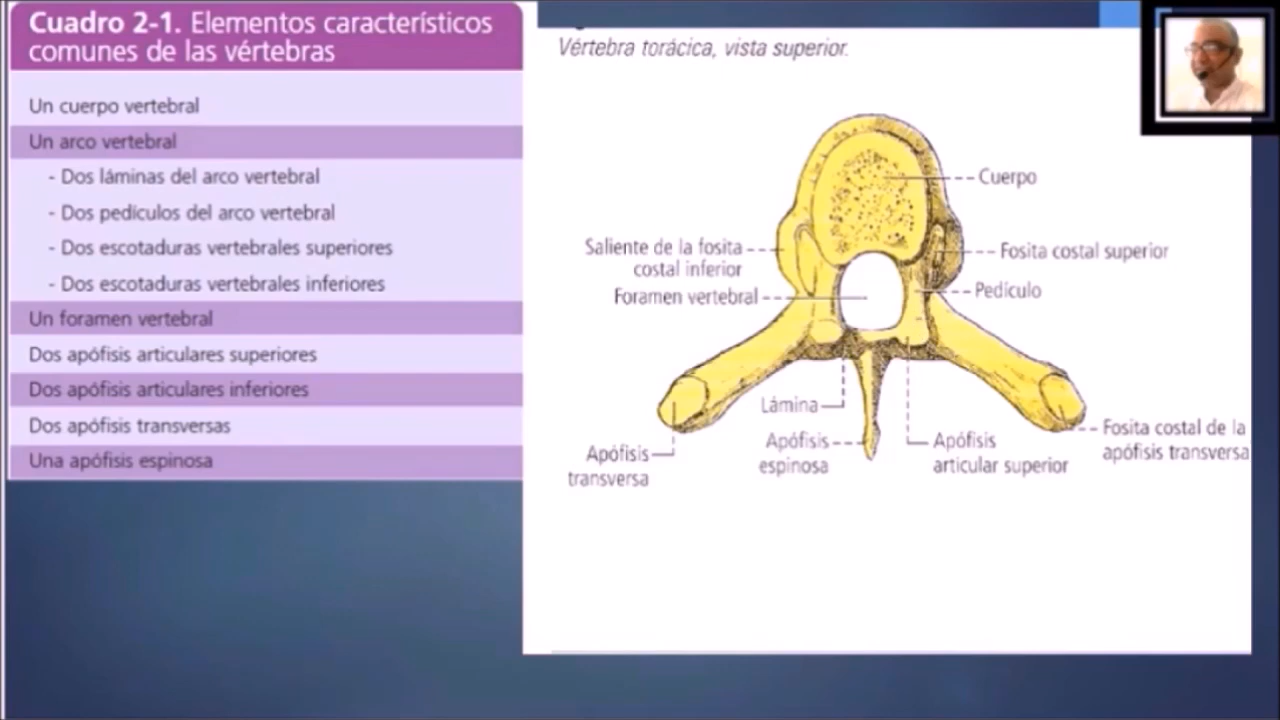 Cuadro 2-1. Elementos característicos
comunes de las vértebras
Un cuerpo vertebral
Un arco vertebral
- Dos láminas del arco vertebral
- Dos pedículos del arco vertebral
- Dos escotaduras vertebrales superiores
- Dos escotaduras vertebrales inferiores
Un foramen vertebral
Dos apófisis articulares superiores
Dos apófisis articulares inferiores
Dos apófisis transversas
Una apófisis espinosa
Vértebra torácica, vista superior.
Cuerpo
Saliente de la fosita
costal inferior
Fosita costal superior
Foramen vertebral
Pedículo
Lámina
Apófisis
transversa
Apófisis
espinosa
Apófisis
articular superior
Fosita costal de la
apófisis transversa